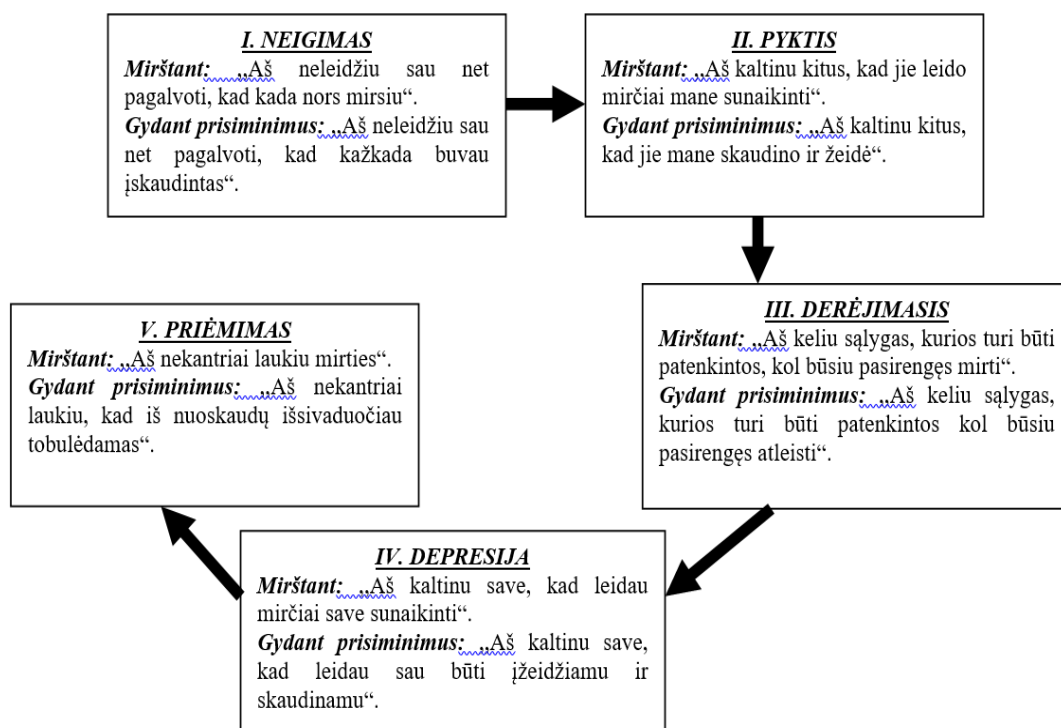 I. NEIGIMAS
Mirštant: „Aš neleidžiu sau net
pagalvoti, kad kada nors mirsiu“.
Gydant prisiminimus: „Aš neleidžiu sau
net pagalvoti, kad kažkada buvau
įskaudintas“.
II. PYKTIS
Mirštant: „Aš kaltinu kitus, kad jie leido
mirčiai mane sunaikinti“.
Gydant prisiminimus: „Aš kaltinu kitus,
kad jie mane skaudino ir žeidė“.
III. DERĖJIMASIS
Mirštant: „Aš keliu sąlygas, kurios turi būti
patenkintos, kol būsiu pasirengęs mirti“.
Gydant prisiminimus: „Aš keliu sąlygas,
kurios turi būti patenkintos kol būsiu
pasirengęs atleisti“.
IV. DEPRESIJA
Mirštant: „Aš kaltinu save, kad leidau
mirčiai save sunaikinti“.
Gydant prisiminimus: „Aš kaltinu save,
kad leidau sau būti įžeidžiamu ir
skaudinamu“.
V. PRIĖMIMAS
Mirštant: „Aš nekantriai laukiu mirties“.
Gydant prisiminimus: „Aš nekantriai
laukiu, kad iš nuoskaudų išsivaduočiau
tobulėdamas“.